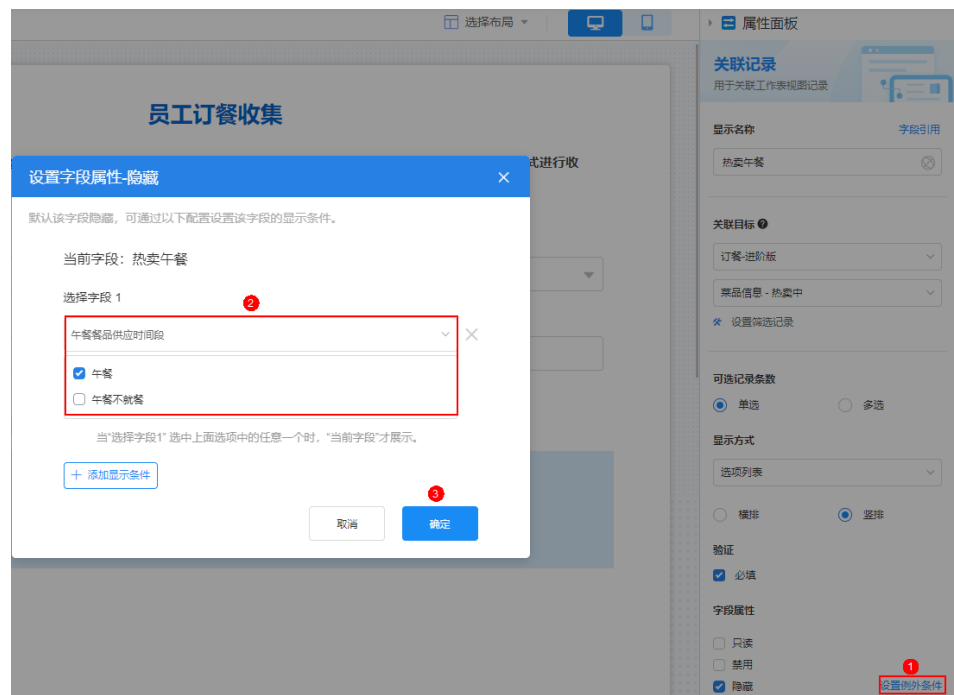 选择布局
属性面板
关联记录
用于关联工作表视图记录
员工订餐收集
显示名称
字段引用
式进行收
热卖午餐
设置字段属性-隐藏
默认该字段隐藏，可通过以下配置设置该字段的显示条件。
关联目标
当前字段：热卖午餐
订餐-进阶版
选择字段 1
2
菜品信息 - 热卖中
午餐餐品供应时间段
设置筛选记录
午餐
可选记录条数
午餐不就餐
单选
多选
当“选择字段1” 选中上面选项中的任意一个时，“当前字段”才展示。
显示方式
添加显示条件
选项列表
3
取消
确定
横排
竖排
验证
必填
字段属性
只读
禁用
1
隐藏
设置例外条件